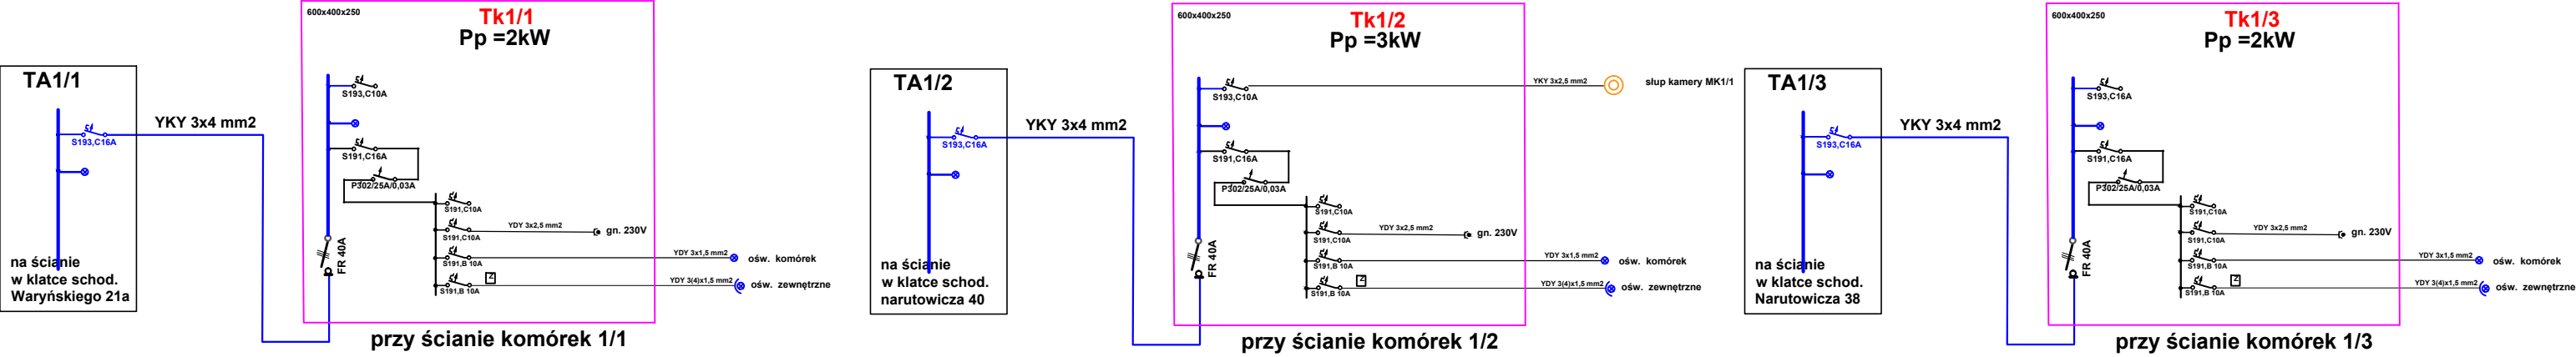 TA1/1
S193,C16A
na ścianie
w klatce schod.
Waryńskiego 21a
YKY 3x4 mm2
600x400x250
Tk1/1
Pp =2kW
S193,C10A
S191,C16A
P302/25A/0,03A
S191,C10A
YDY 3x2,5 mm2
gn. 230V
S191,C10A
YDY 3x1,5 mm2
ośw. komórek
S191,B 10A
Z
YDY 3(4)x1,5 mm2
ośw. zewnętrzne
S191,B 10A
FR 40A
przy ścianie komórek 1/1
TA1/2
S193,C16A
na ścianie
w klatce schod.
narutowicza 40
YKY 3x4 mm2
600x400x250
Tk1/2
Pp =3kW
S193,C10A
YKY 3x2,5 mm2
słup kamery MK1/1
S191,C16A
P302/25A/0,03A
S191,C10A
YDY 3x2,5 mm2
gn. 230V
S191,C10A
YDY 3x1,5 mm2
ośw. komórek
S191,B 10A
Z
YDY 3(4)x1,5 mm2
ośw. zewnętrzne
S191,B 10A
FR 40A
przy ścianie komórek 1/2
TA1/3
S193,C16A
na ścianie
w klatce schod.
Narutowicza 38
YKY 3x4 mm2
600x400x250
Tk1/3
Pp =2kW
S193,C16A
S191,C16A
P302/25A/0,03A
S191,C10A
YDY 3x2,5 mm2
gn. 230V
S191,C10A
YDY 3x1,5 mm2
ośw. komórek
S191,B 10A
Z
YDY 3(4)x1,5 mm2
ośw. zewnętrzne
S191,B 10A
FR 40A
przy ścianie komórek 1/3